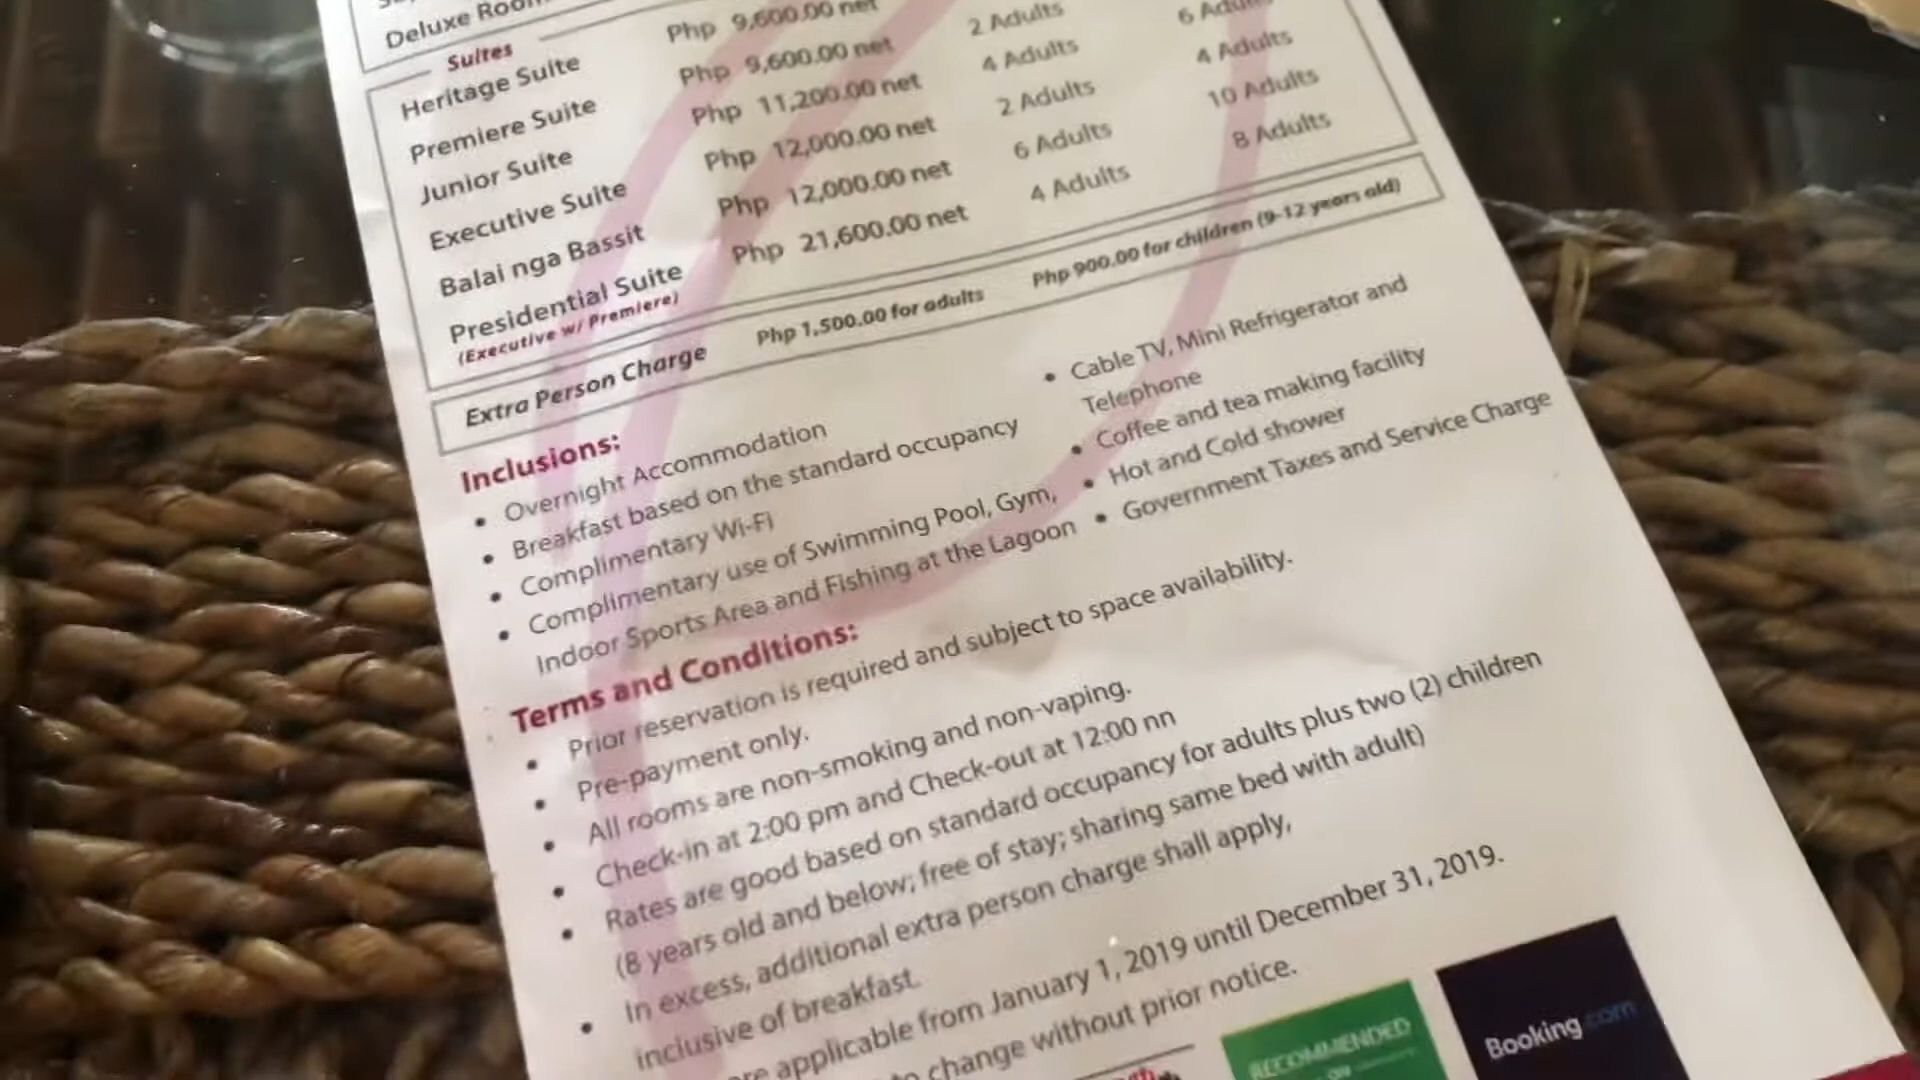 Deluxe Room
Suites
Heritage Suite Php 9,600.00 net
Premiere Suite Php 9,600.00 net 2 Adults
Junior Suite Php 11,200.00 net 4 Adults 6 Adults
Executive Suite Php 12,000.00 net 2 Adults 4 Adults
Balai nga Bassit Php 12,000.00 net 6 Adults 10 Adults
Presidential Suite Php 21,600.00 net 4 Adults 8 Adults
(Executive w/ Premiere)
Extra Person Charge Php 1,500.00 for adults Php 900.00 for children (9-12 years old)
Inclusions:
• Overnight Accommodation
• Breakfast based on the standard occupancy
• Complimentary Wi-Fi
• Complimentary use of Swimming Pool, Gym,
Indoor Sports Area and Fishing at the Lagoon
• Cable TV, Mini Refrigerator and
Telephone
• Coffee and tea making facility
• Hot and Cold shower
• Government Taxes and Service Charge
Terms and Conditions:
• Prior reservation is required and subject to space availability.
• Pre-payment only.
• All rooms are non-smoking and non-vaping.
• Check-in at 2:00 pm and Check-out at 12:00 nn
• Rates are good based on standard occupancy for adults plus two (2) children
(8 years old and below; free of stay; sharing same bed with adult)
• In excess, additional extra person charge shall apply,
inclusive of breakfast.
are applicable from January 1, 2019 until December 31, 2019.
to change without prior notice.
RECOMMENDED
ON
Booking.com